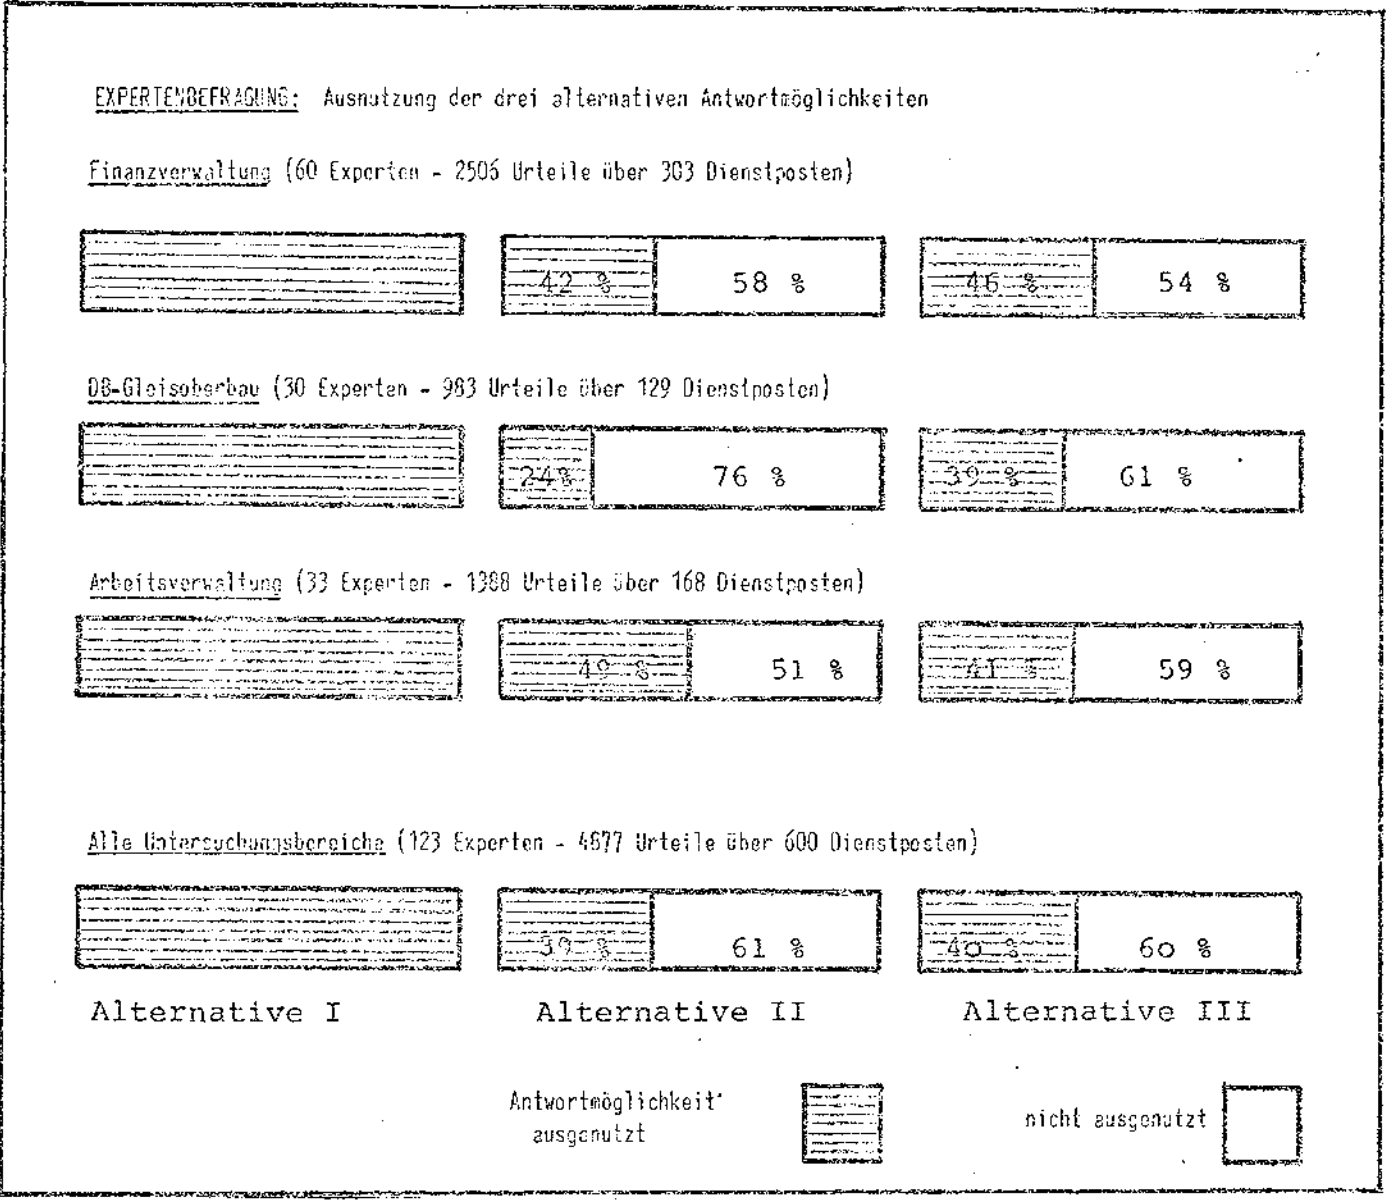 EXPERTENBEFRAGUNG: Ausnutzung der drei alternativen Antwortmöglichkeiten
Finanzverwaltung (60 Experten - 2506 Urteile über 303 Dienstposten)
42 % 58 % 46 % 54 %
DB-Gleisoberbau (30 Experten - 983 Urteile über 129 Dienstposten)
24% 76 % 39 % 61 %
Arbeitsverwaltung (33 Experten - 1388 Urteile über 168 Dienstposten)
49 % 51 % 41 % 59 %
Alle Untersuchungsbereiche (123 Experten - 4877 Urteile über 600 Dienstposten)
39 % 61 % 40 % 60 %
Alternative I Alternative II Alternative III
Antwortmöglichkeit
ausgenutzt
nicht ausgenutzt